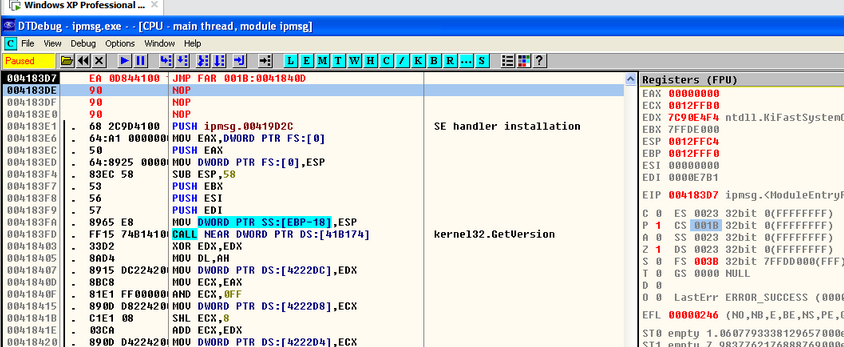 Windows XP Professional ...
DTDebug - ipmsg.exe - - [CPU - main thread, module ipmsg]
C File View Debug Options Window Help
Paused L E M T W H C / K B R ... S ?
004183D7 EA 0D844100 JMP FAR 001B:0041840D
004183DE 90 NOP
004183DF 90 NOP
004183E0 90 NOP
004183E1 . 68 2C9D4100 PUSH ipmsg.00419D2C SE handler installation
004183E6 . 64:A1 0000000 MOV EAX,DWORD PTR FS:[0]
004183EC . 50 PUSH EAX
004183ED . 64:8925 00000 MOV DWORD PTR FS:[0],ESP
004183F4 . 83EC 58 SUB ESP,58
004183F7 . 53 PUSH EBX
004183F8 . 56 PUSH ESI
004183F9 . 57 PUSH EDI
004183FA . 8965 E8 MOV DWORD PTR SS:[EBP-18],ESP
004183FD . FF15 74B14100 CALL NEAR DWORD PTR DS:[41B174] kernel32.GetVersion
00418403 . 33D2 XOR EDX,EDX
00418405 . 8AD4 MOV DL,AH
00418407 . 8915 DC224200 MOV DWORD PTR DS:[4222DC],EDX
0041840D . 8BC8 MOV ECX,EAX
0041840F . 81E1 FF000000 AND ECX,0FF
00418415 . 890D D8224200 MOV DWORD PTR DS:[4222D8],ECX
0041841B . C1E1 08 SHL ECX,8
0041841E . 03CA ADD ECX,EDX
00418420 . 890D D4224200 MOV DWORD PTR DS:[4222D4],ECX
Registers (FPU)
EAX 00000000
ECX 0012FFB0
EDX 7C90E4F4 ntdll.KiFastSystemC
EBX 7FFDE000
ESP 0012FFC4
EBP 0012FFF0
ESI 00000000
EDI 0000E7B1
EIP 004183D7 ipmsg.<ModuleEntryP
C 0 ES 0023 32bit 0(FFFFFFFF)
P 1 CS 001B 32bit 0(FFFFFFFF)
A 0 SS 0023 32bit 0(FFFFFFFF)
Z 1 DS 0023 32bit 0(FFFFFFFF)
S 0 FS 003B 32bit 7FFDD000(FFF)
T 0 GS 0000 NULL
D 0
O 0 LastErr ERROR_SUCCESS (0000
EFL 00000246 (NO,NB,E,BE,NS,PE,G
ST0 empty 1.0607793338129657000e
ST1 empty 7.9837762176888769000e